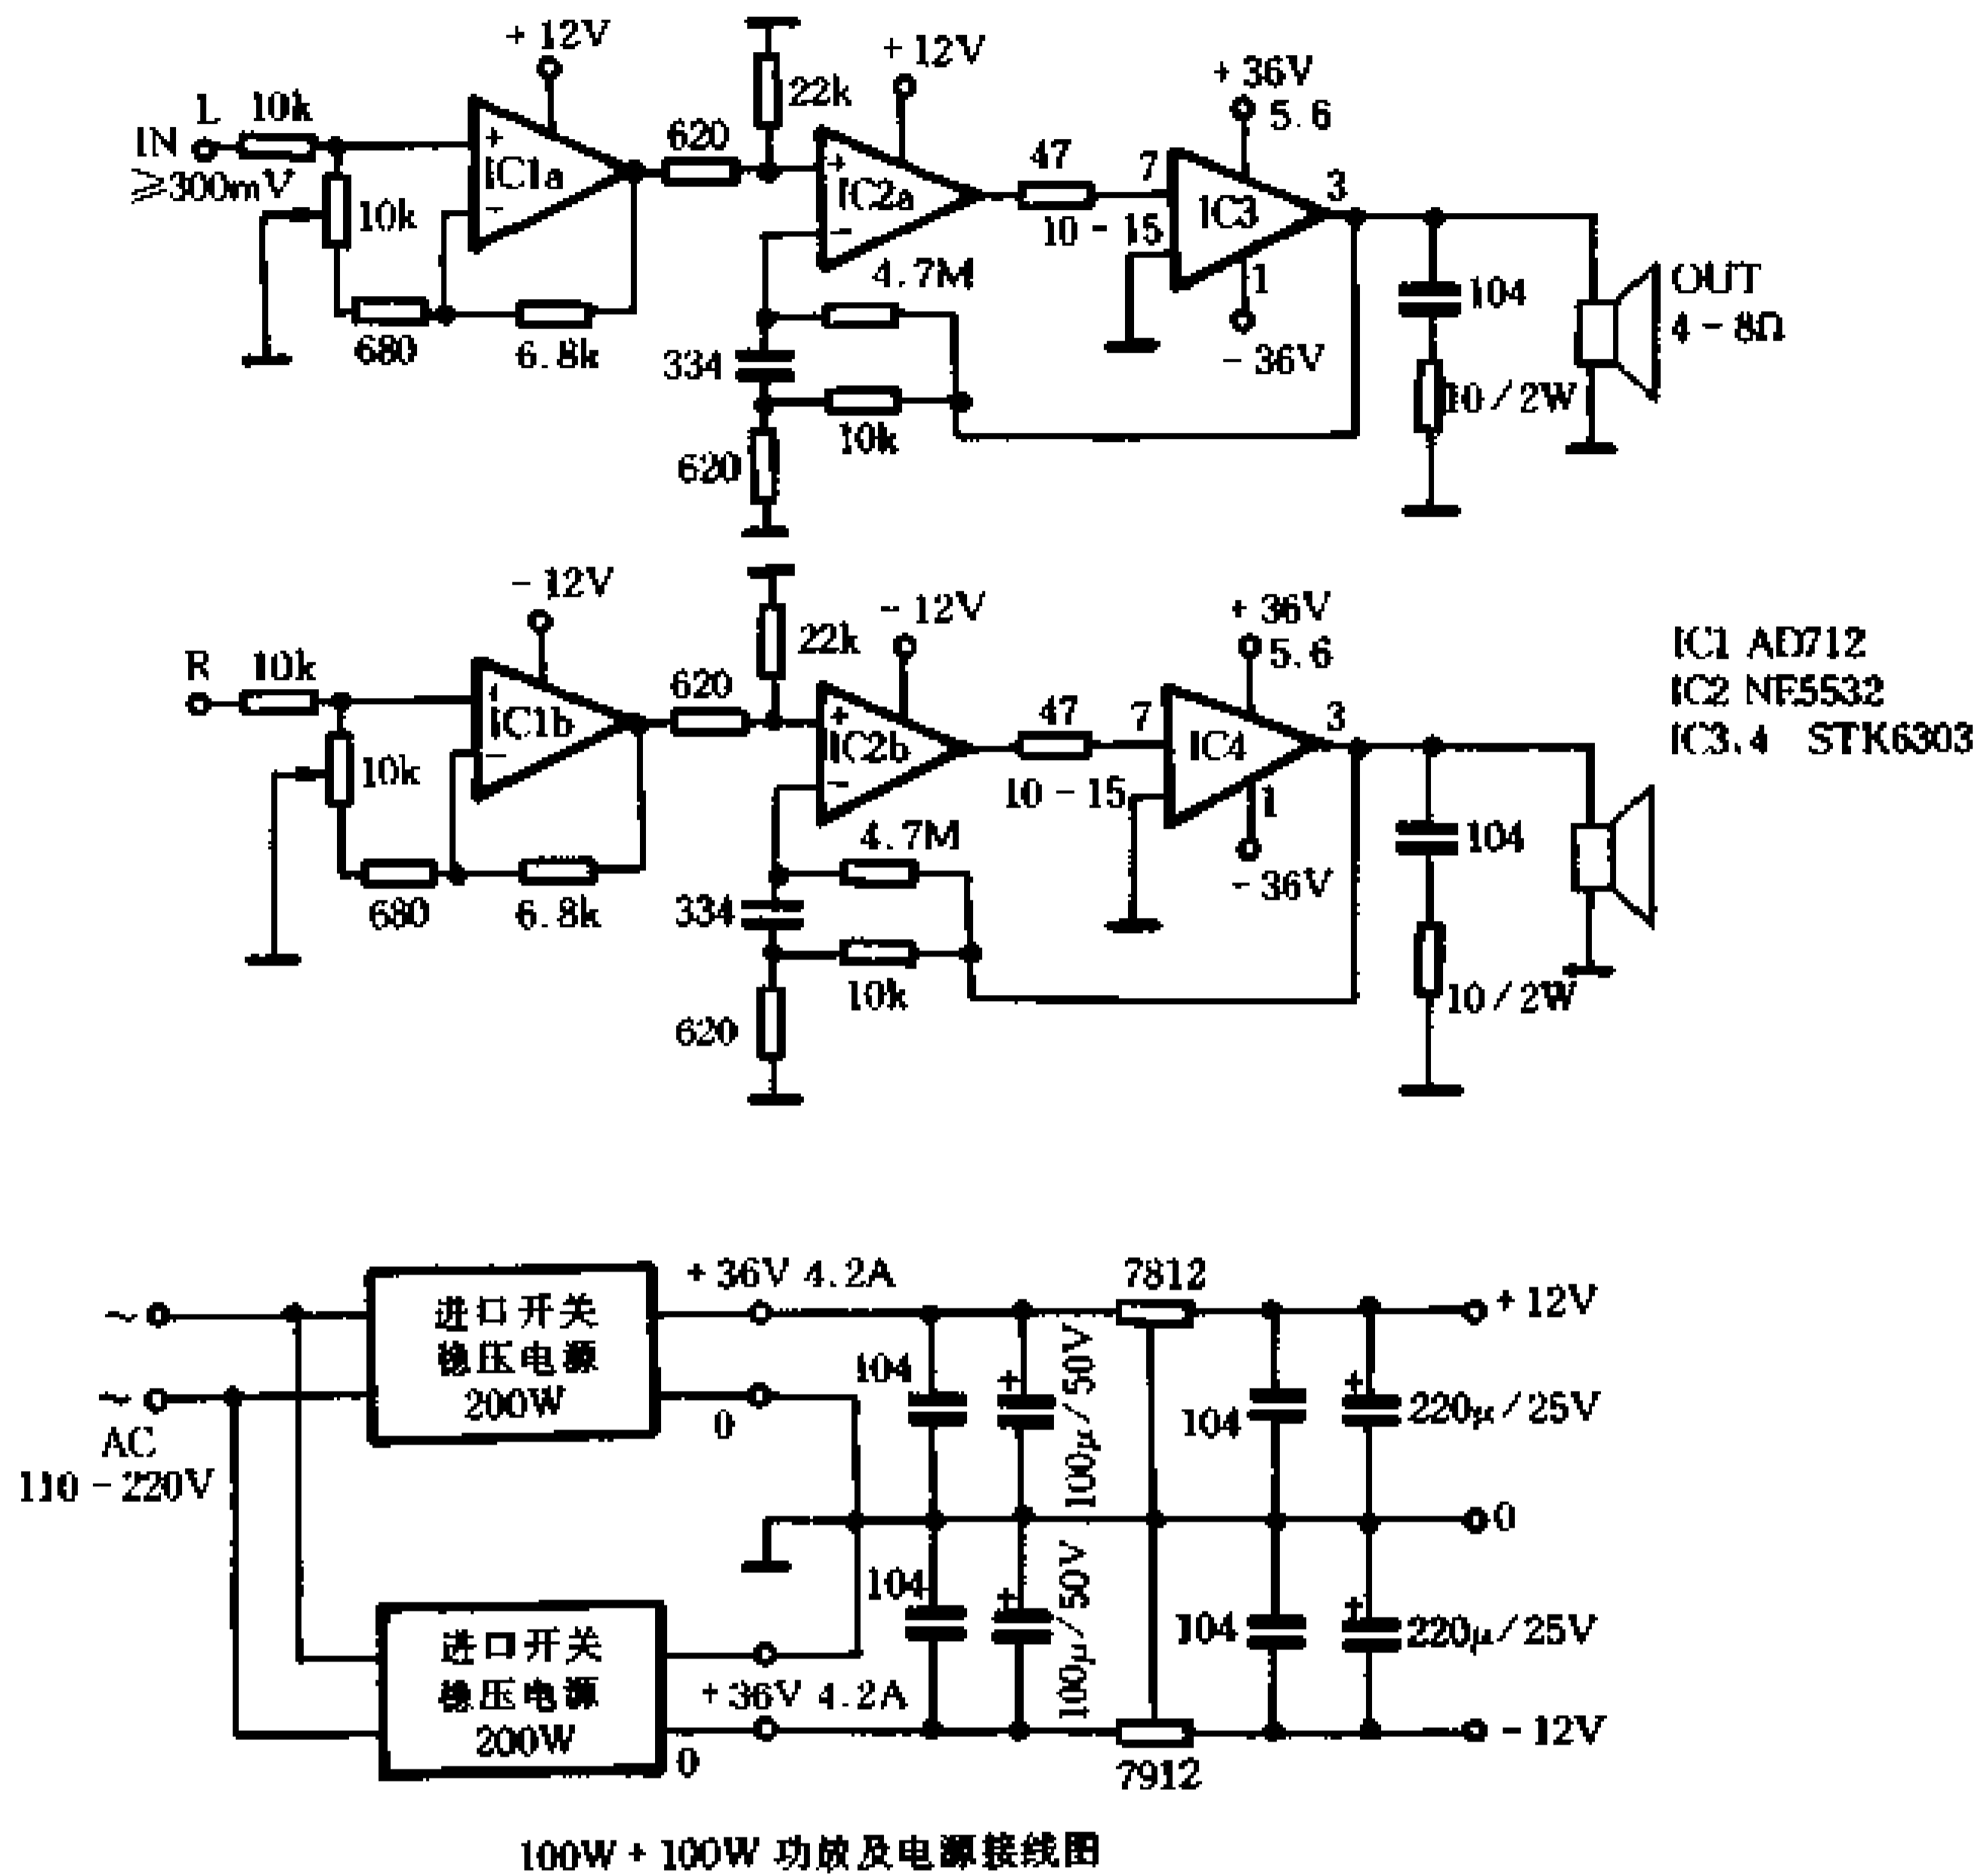 +12V
+12V
+36V
5.6
IN L 10k
≥300mV
10k
IC1a
+
-
680
6.8k
620
22k
+
-
IC2a
4.7M
334
10k
620
47
7
10-15
IC3
3
1
-36V
104
10/2W
OUT
4-8Ω
-12V
-12V
+36V
5.6
R 10k
10k
IC1b
+
-
680
6.8k
620
22k
+
-
IC2b
4.7M
334
10k
620
47
7
10-15
IC4
3
1
-36V
104
10/2W
IC1 AD712
IC2 NE5532
IC3.4 STK6303
~
~
AC
110-220V
进口开关
稳压电源
200W
+36V 4.2A
0
进口开关
稳压电源
200W
+36V 4.2A
0
104
+
100μ/50V
104
+
100μ/50V
7812
7912
104
+
220μ/25V
104
+
220μ/25V
+12V
0
-12V
100W+100W 功放及电源接线图